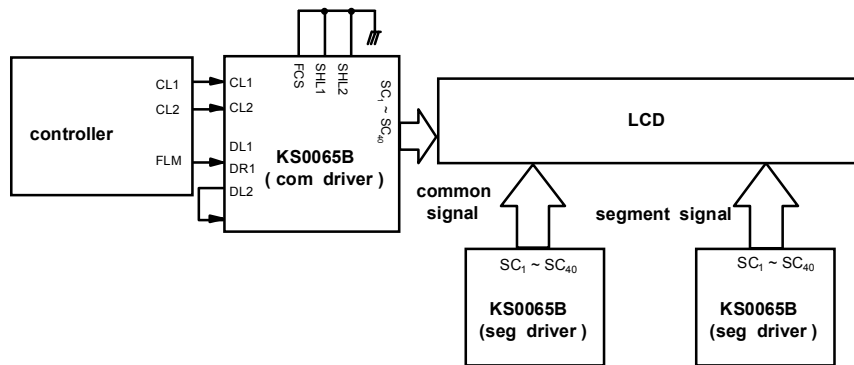 controller
CL1
CL2
FLM
CL1
CL2
DL1
DR1
DL2
FCS
SHL1
SHL2
SC1 ~ SC40
KS0065B
( com driver )
LCD
common
signal
segment signal
SC1 ~ SC40
KS0065B
(seg driver )
SC1 ~ SC40
KS0065B
(seg driver )